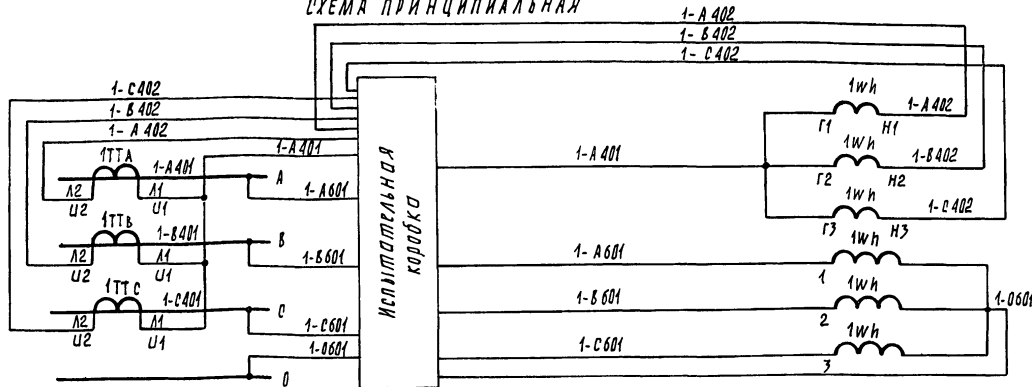 СХЕМА ПРИНЦИПИАЛЬНАЯ
1-А402
1-В402
1-С402
1-С402
1-В402
1-А402
1-А401
1ТТА
1-А401
А
Л2
Л1
И2
И1
1-А601
1ТТВ
1-В401
В
Л2
Л1
И2
И1
1-В601
1ТТС
1-С401
С
Л2
Л1
И2
И1
1-С601
1-0601
0
Испытательная
коробка
1-А401
1-А601
1-В601
1-С601
1wh
Г1
Н1
1-А402
1wh
Г2
Н2
1-В402
1wh
Г3
Н3
1-С402
1wh
1
1wh
2
1wh
3
1-0601